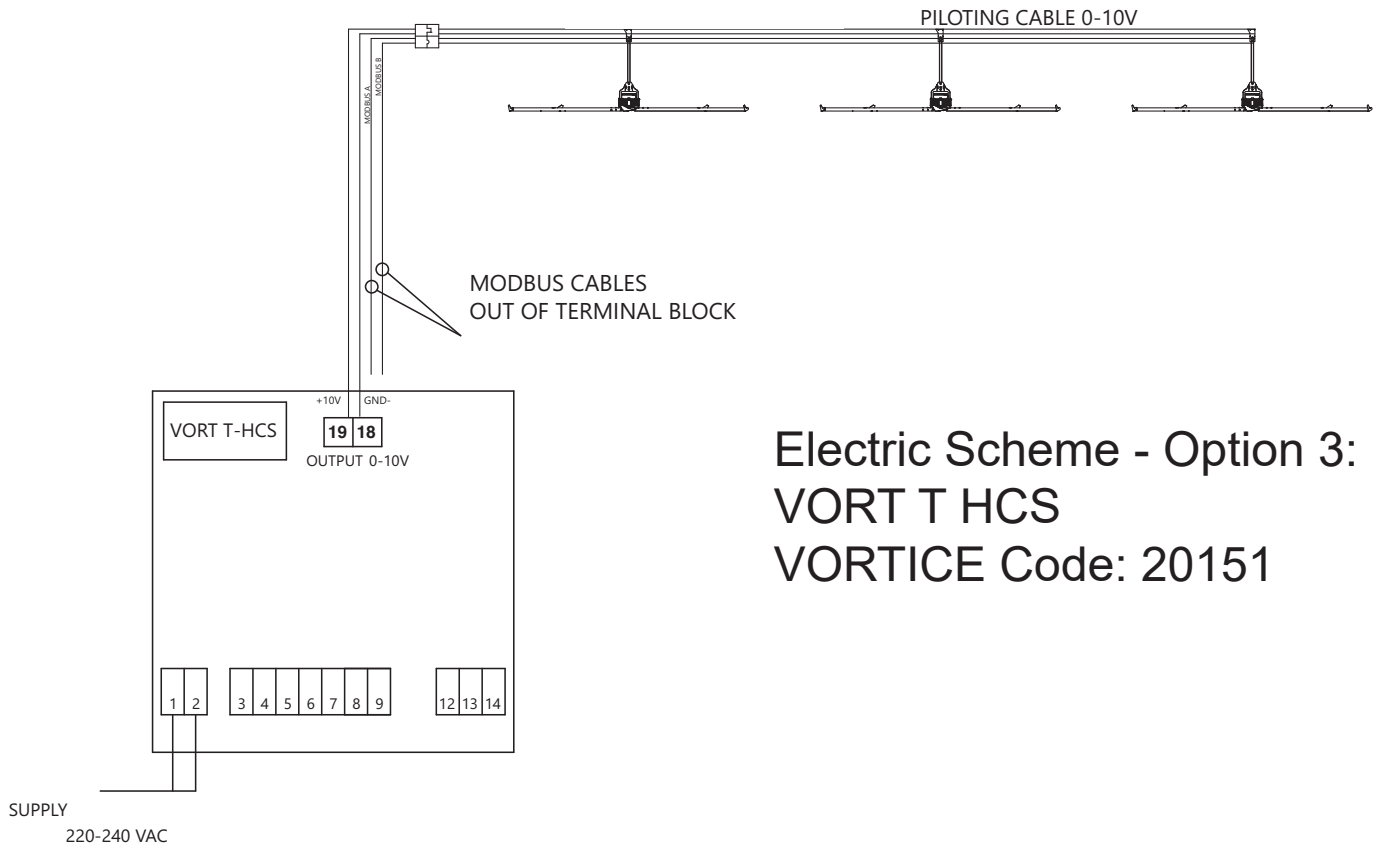 PILOTING CABLE 0-10V
MODBUS A
MODBUS B
MODBUS CABLES
OUT OF TERMINAL BLOCK
+10V GND-
VORT T-HCS
19 18
OUTPUT 0-10V
Electric Scheme - Option 3:
VORT T HCS
VORTICE Code: 20151
1 2 3 4 5 6 7 8 9 12 13 14
SUPPLY
220-240 VAC